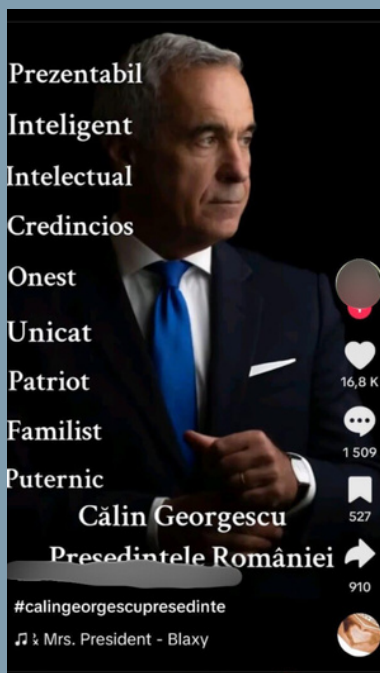 Prezentabil
Inteligent
Intelectual
Credincios
Onest
Unicat
Patriot
Familist
Puternic
Călin Georgescu
Președintele României
16,8 K
1 509
527
910
#calingeorgescupresedinte
Mrs. President - Blaxy